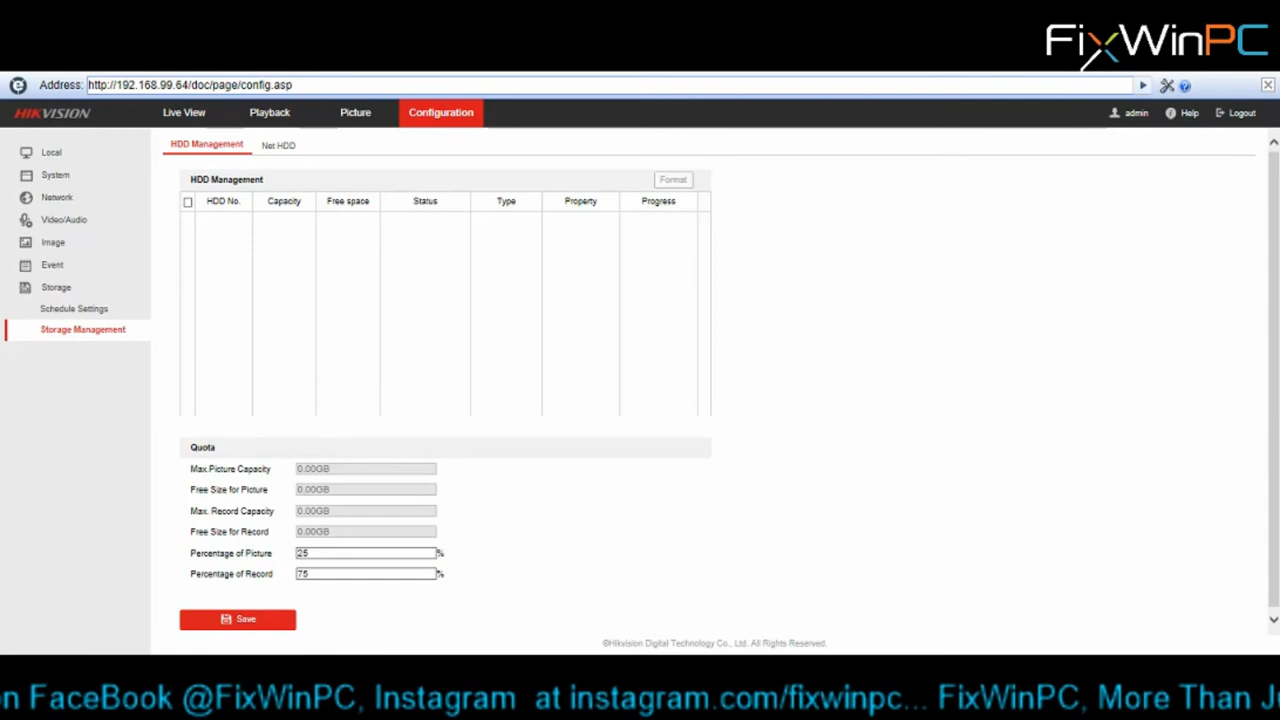 FixWinPC
Address: http://192.168.99.64/doc/page/config.asp
HIKVISION Live View Playback Picture Configuration admin Help Logout
Local
System
Network
Video/Audio
Image
Event
Storage
Schedule Settings
Storage Management
HDD Management Net HDD
HDD Management Format
HDD No. Capacity Free space Status Type Property Progress
Quota
Max.Picture Capacity 0.00GB
Free Size for Picture 0.00GB
Max. Record Capacity 0.00GB
Free Size for Record 0.00GB
Percentage of Picture 25 %
Percentage of Record 75 %
Save
©Hikvision Digital Technology Co., Ltd. All Rights Reserved.
on FaceBook @FixWinPC, Instagram at instagram.com/fixwinpc... FixWinPC, More Than J